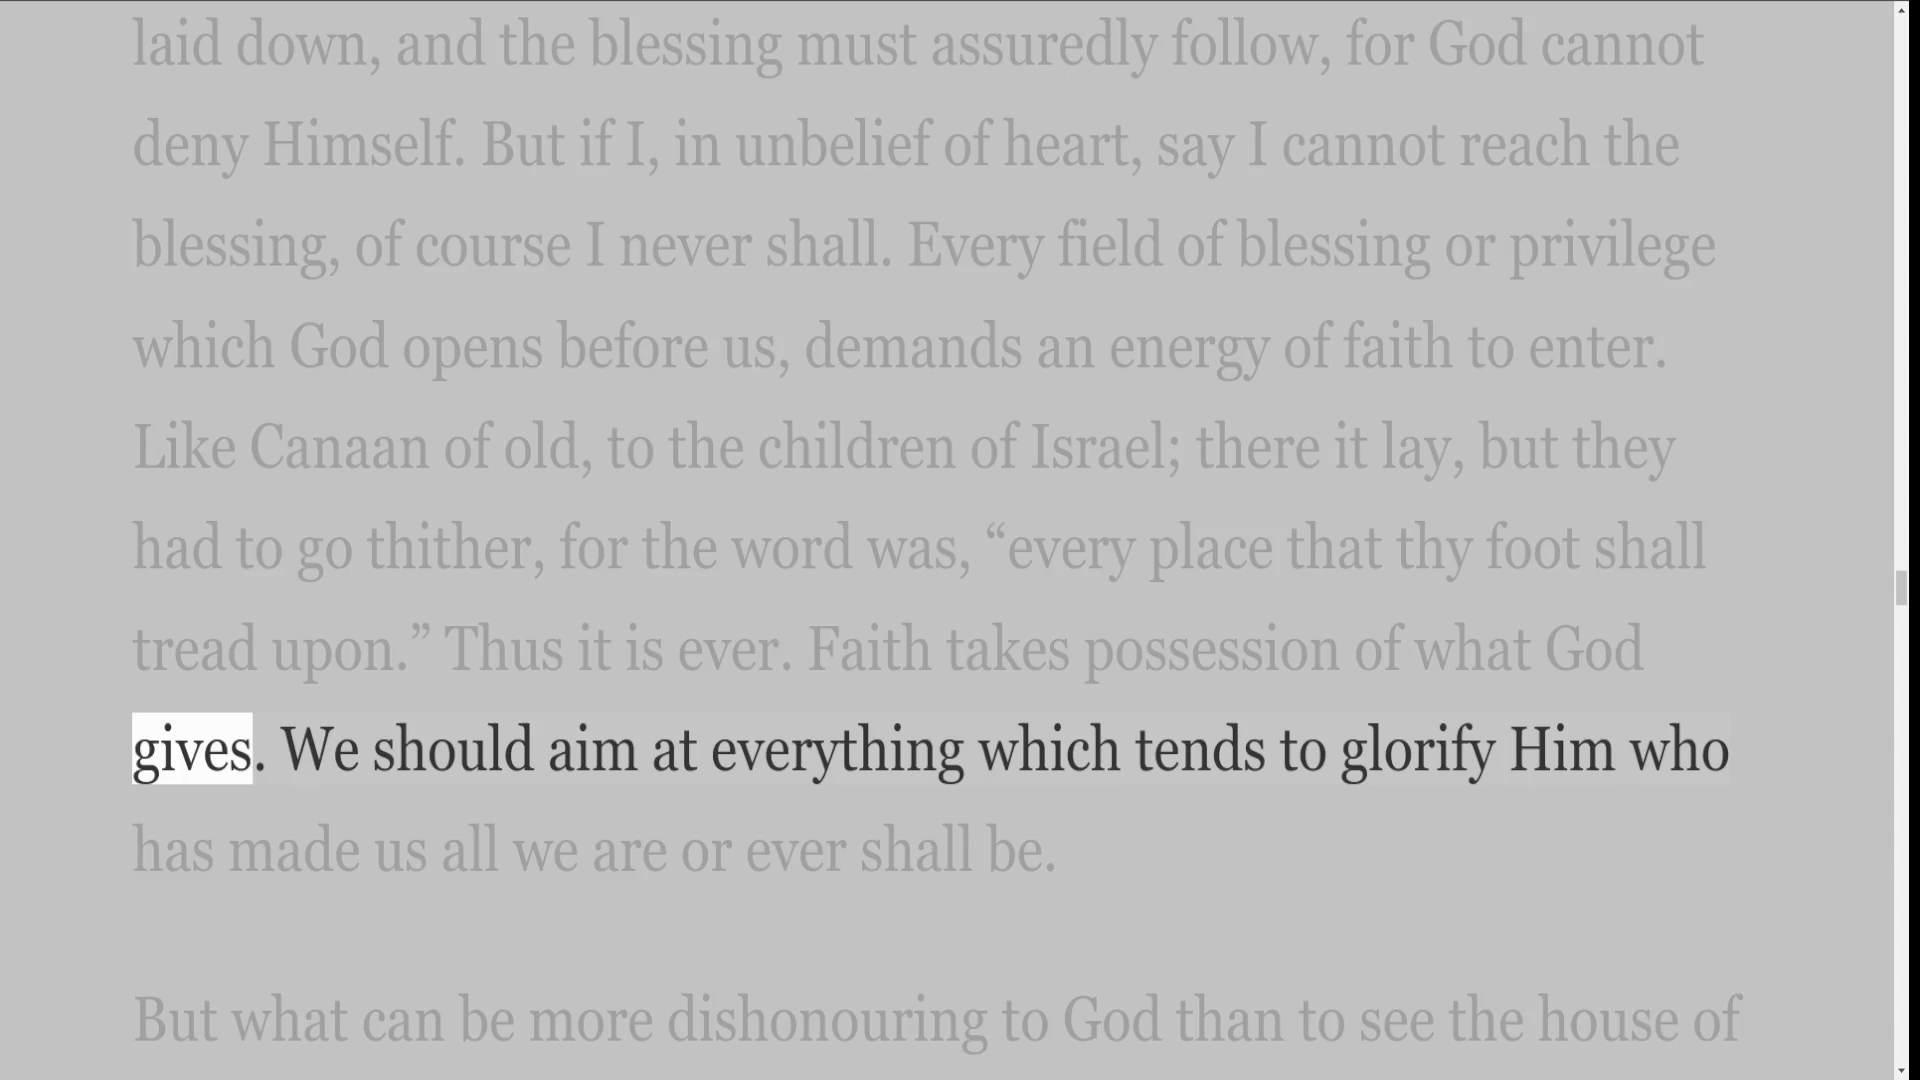 laid down, and the blessing must assuredly follow, for God cannot
deny Himself. But if I, in unbelief of heart, say I cannot reach the
blessing, of course I never shall. Every field of blessing or privilege
which God opens before us, demands an energy of faith to enter.
Like Canaan of old, to the children of Israel; there it lay, but they
had to go thither, for the word was, “every place that thy foot shall
tread upon.” Thus it is ever. Faith takes possession of what God
gives. We should aim at everything which tends to glorify Him who
has made us all we are or ever shall be.
But what can be more dishonouring to God than to see the house of